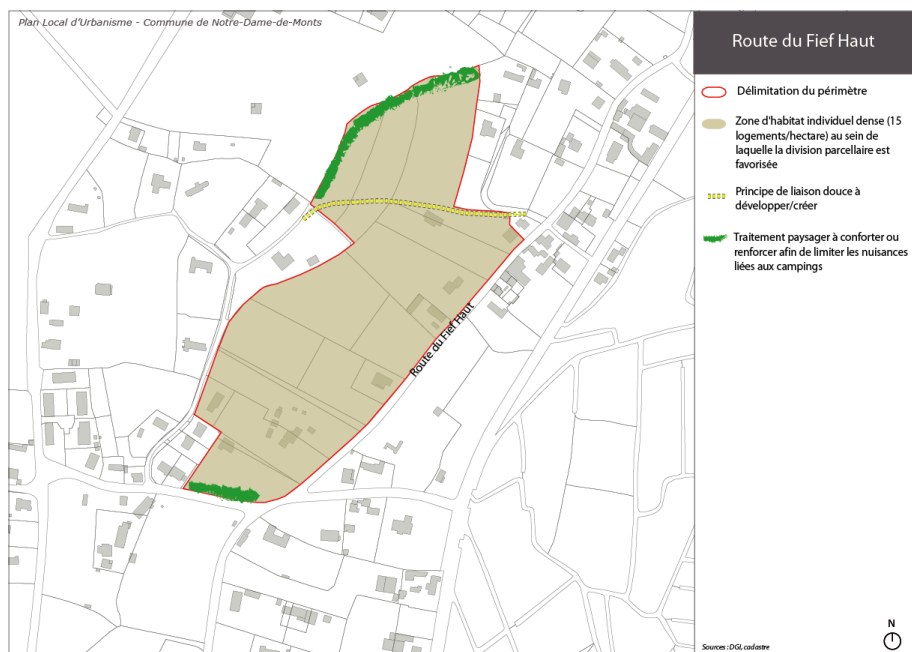 Plan Local d'Urbanisme - Commune de Notre-Dame-de-Monts
Route du Fief Haut
Délimitation du périmètre
Zone d'habitat individuel dense (15
logements/hectare) au sein de
laquelle la division parcellaire est
favorisée
Principe de liaison douce à
développer/créer
Traitement paysager à conforter ou
renforcer afin de limiter les nuisances
liées aux campings
Route du Fief Haut
N
Sources : DGI, cadastre